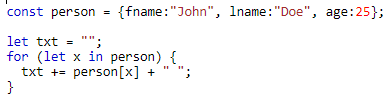 const person = {fname:"John", lname:"Doe", age:25};
let txt = "";
for (let x in person) {
  txt += person[x] + " ";
}